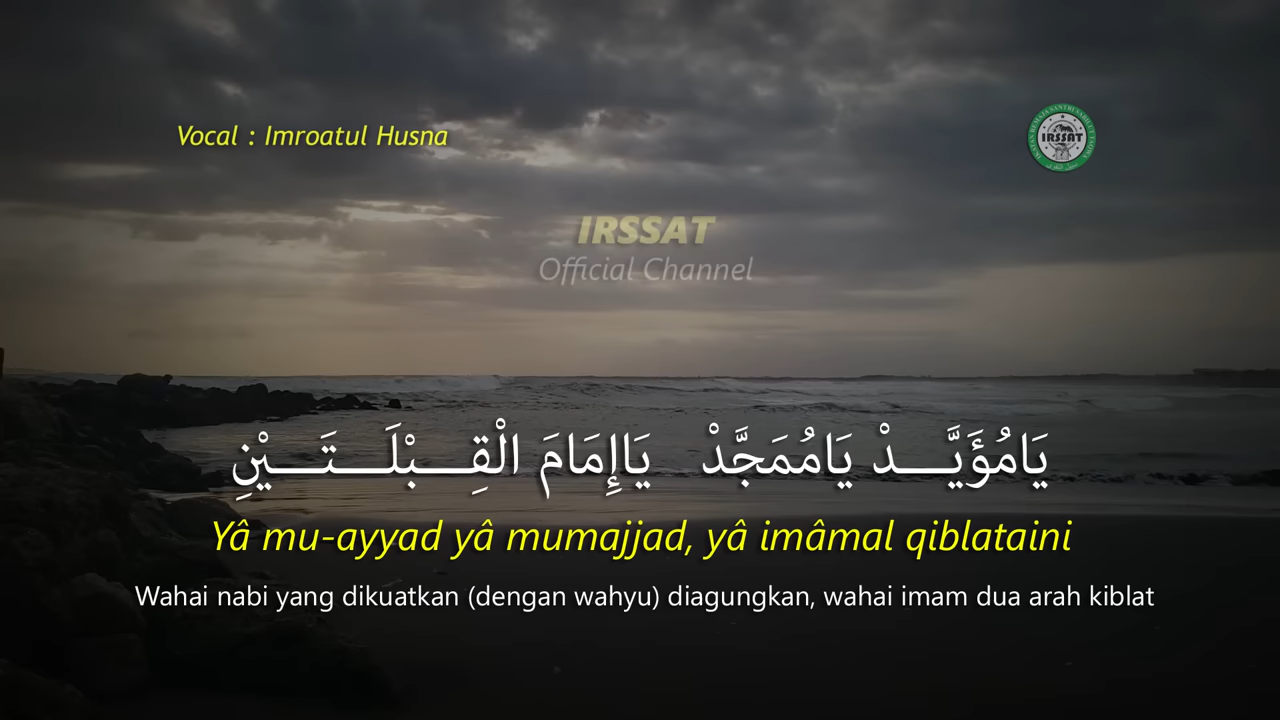 Vocal : Imroatul Husna
IRSSAT
IRSSAT
Official Channel
يَامُؤَيَّـــدْ يَامُمَجَّدْ يَاإِمَامَ الْقِـــبْلَـــتَـــيْنِ
Yâ mu-ayyad yâ mumajjad, yâ imâmal qiblataini
Wahai nabi yang dikuatkan (dengan wahyu) diagungkan, wahai imam dua arah kiblat